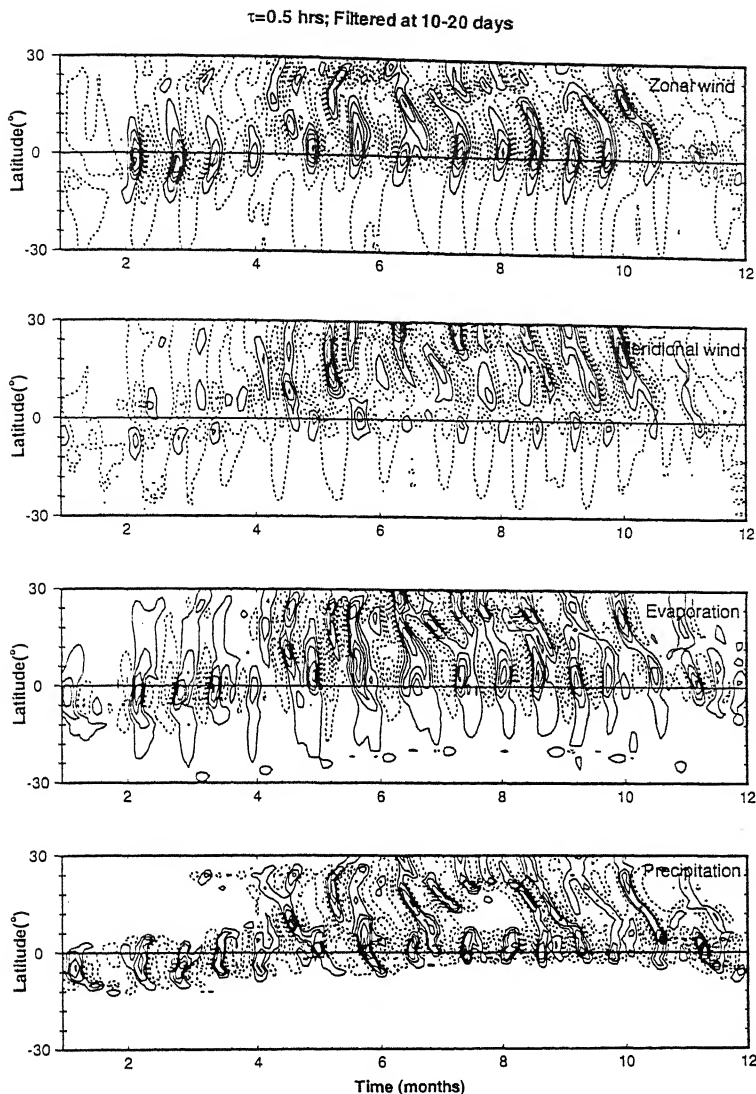 τ=0.5 hrs; Filtered at 10-20 days
30
Zonal wind
Latitude(°)
0
-30
2 4 6 8 10 12
30
Meridional wind
Latitude(°)
0
-30
2 4 6 8 10 12
30
Evaporation
Latitude(°)
0
-30
2 4 6 8 10 12
30
Precipitation
Latitude(°)
0
-30
2 4 6 8 10 12
Time (months)